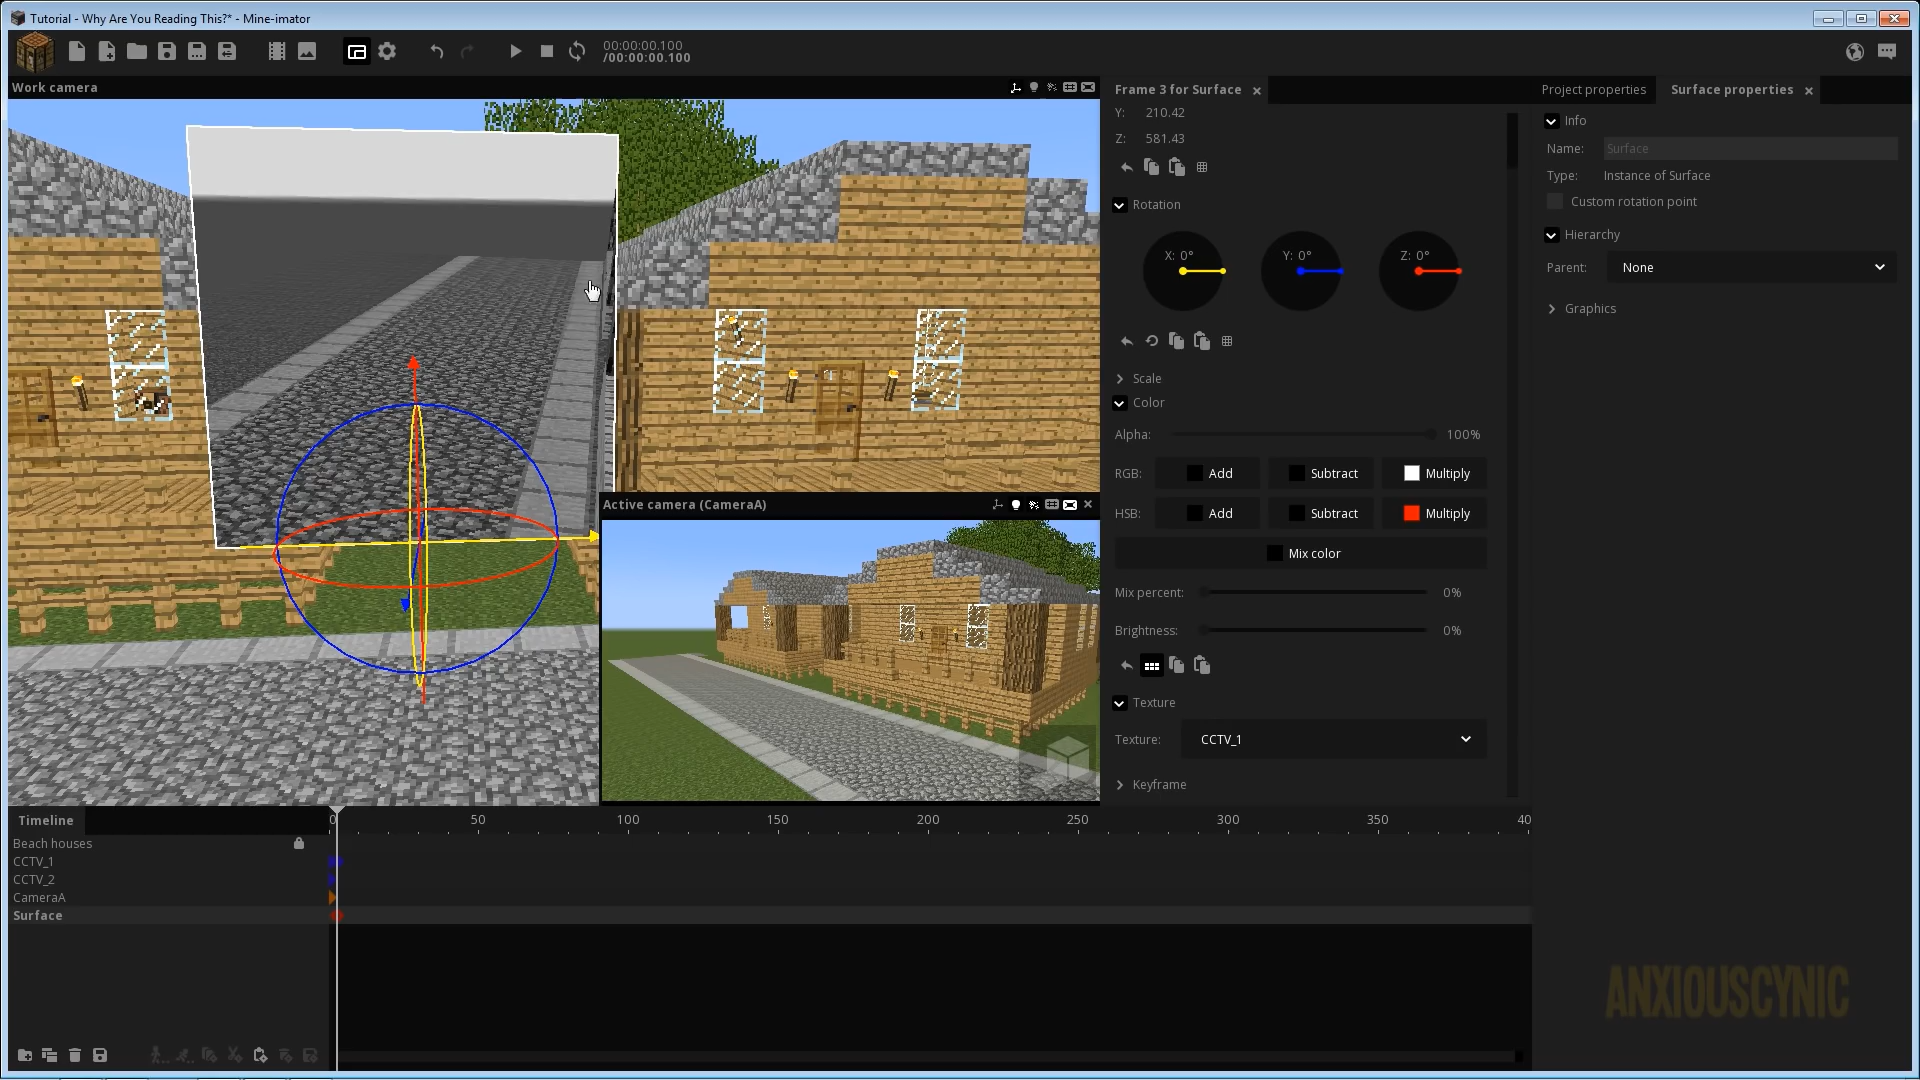 Tutorial - Why Are You Reading This?* - Mine-imator
00:00:00.100
/00:00:00.100
Work camera
Frame 3 for Surface
Project properties
Surface properties
Y: 210.42
Z: 581.43
Rotation
X: 0°
Y: 0°
Z: 0°
Scale
Color
Alpha: 100%
RGB: Add Subtract Multiply
HSB: Add Subtract Multiply
Mix color
Mix percent: 0%
Brightness: 0%
Texture
Texture: CCTV_1
Keyframe
Info
Name: Surface
Type: Instance of Surface
Custom rotation point
Hierarchy
Parent: None
Graphics
Active camera (CameraA)
Timeline
0 50 100 150 200 250 300 350 40
Beach houses
CCTV_1
CCTV_2
CameraA
Surface
ANXIOUSCYNIC